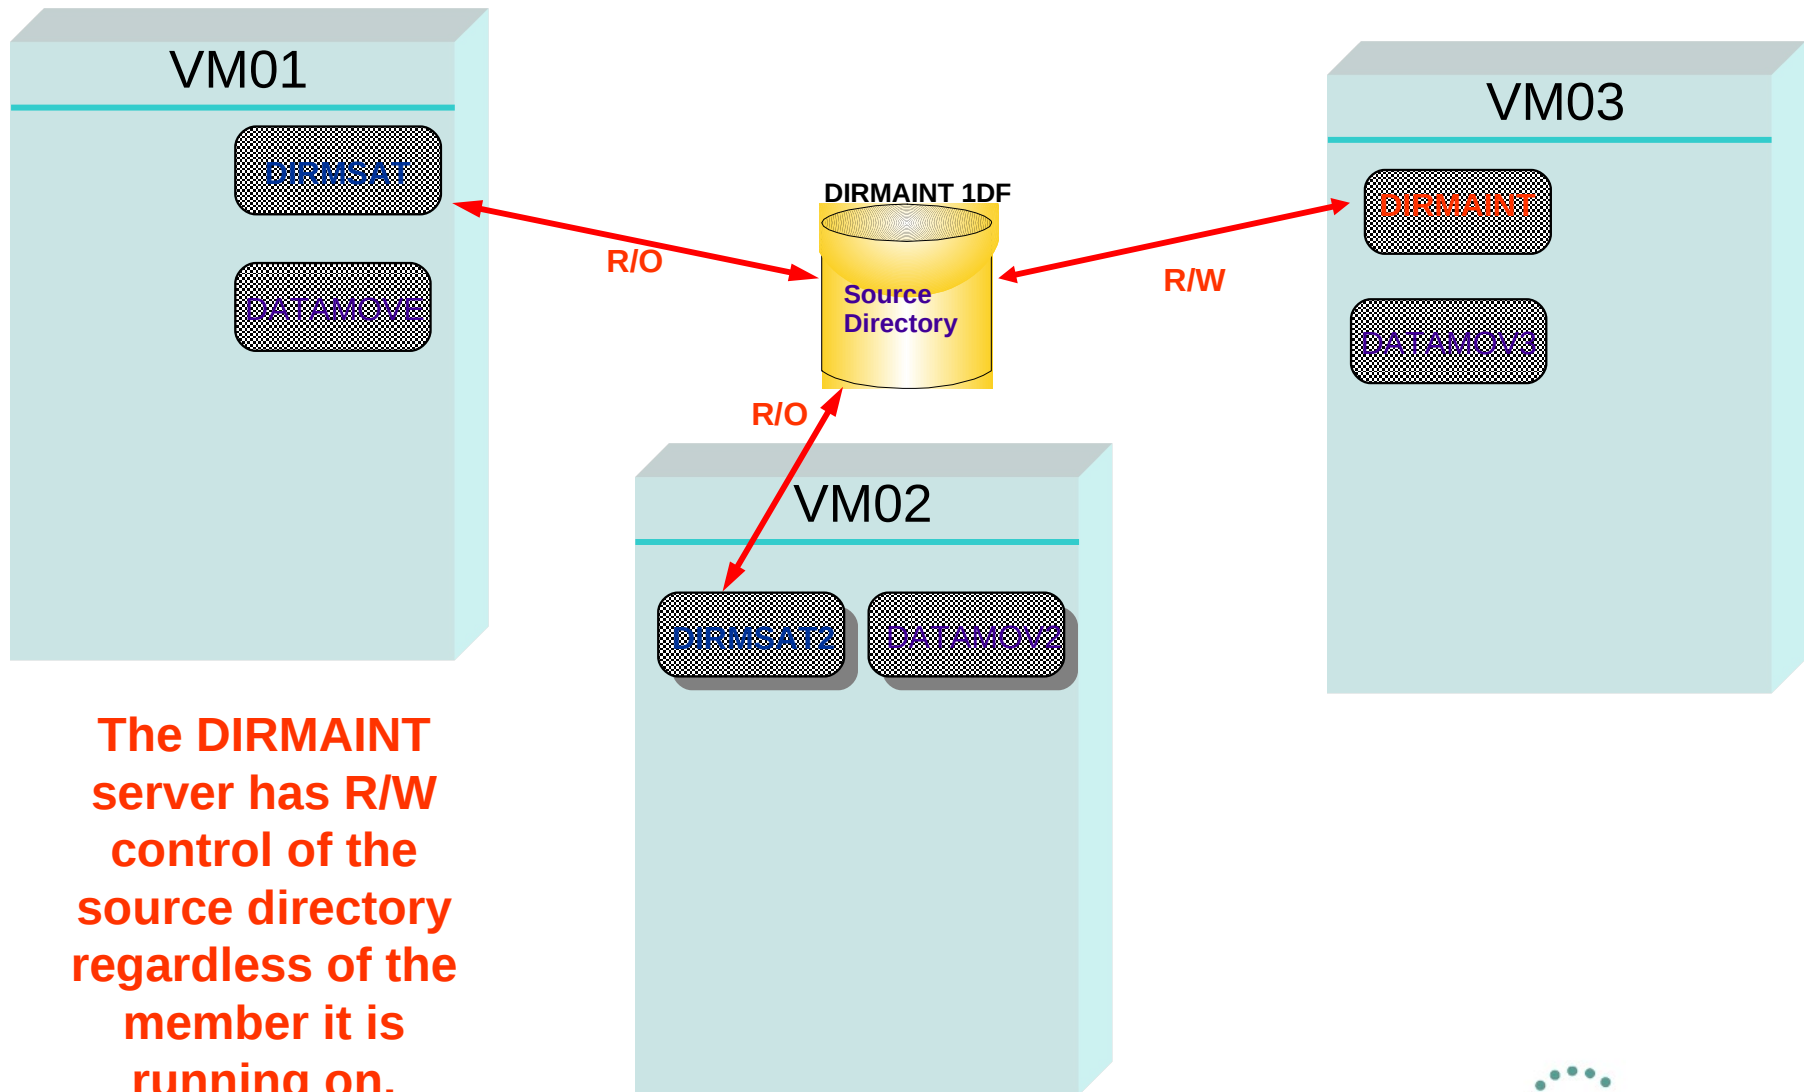 VM01
DIRMSAT
DATAMOVE
R/O
DIRMAINT 1DF
Source
Directory
R/W
VM03
DIRMAINT
DATAMOV3
R/O
VM02
DIRMSAT2
DATAMOV2
The DIRMAINT
server has R/W
control of the
source directory
regardless of the
member it is
running on.